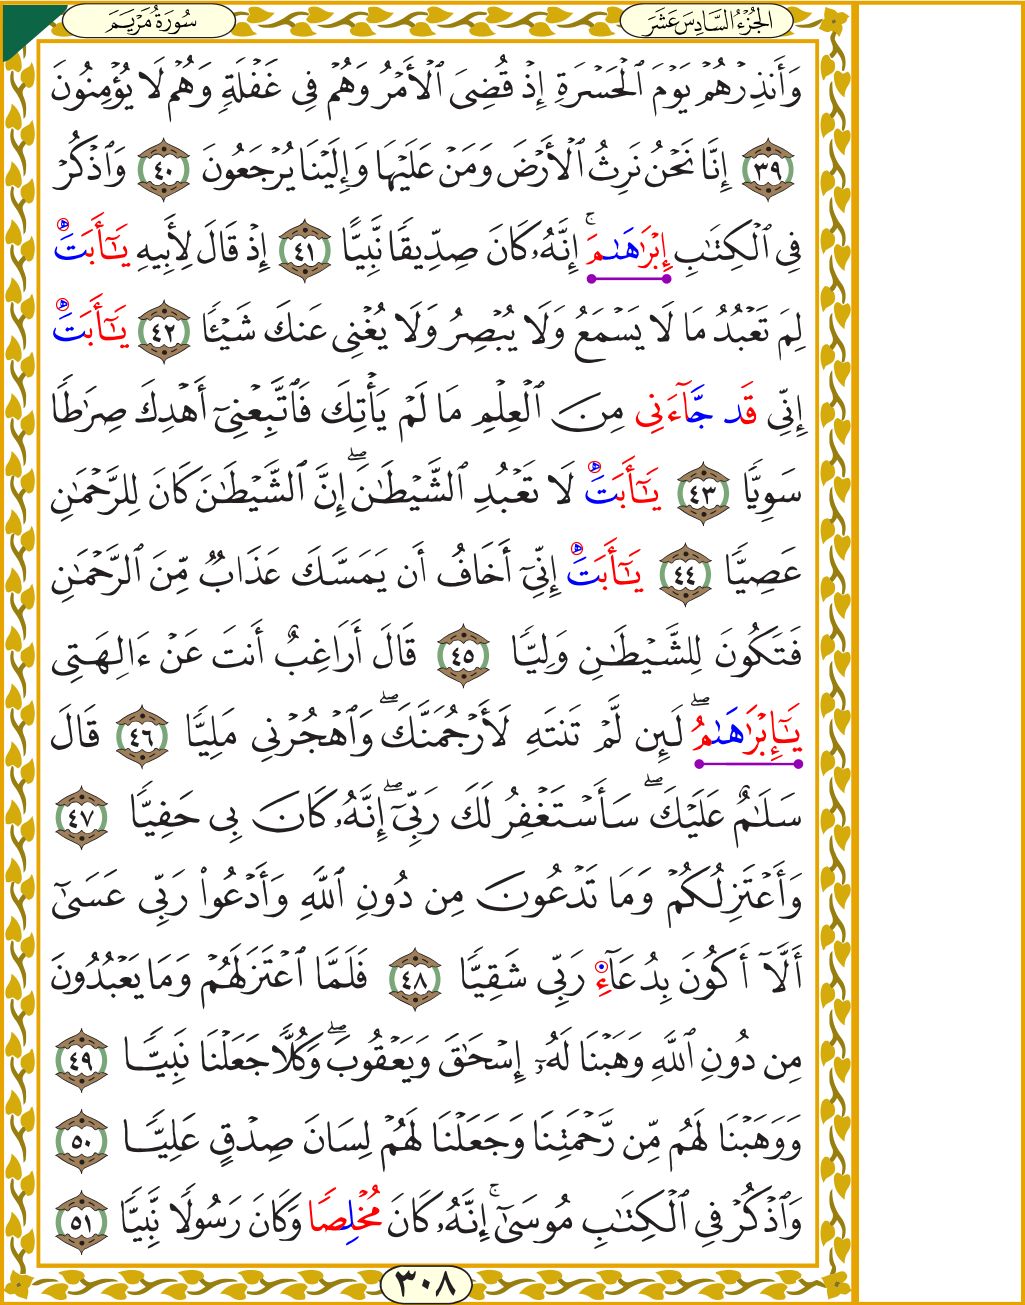 سُورَةُ مَرْيَمَ
الجُزْءُ السَّادِسَ عَشَرَ
وَأَنذِرْهُمْ يَوْمَ ٱلْحَسْرَةِ إِذْ قُضِىَ ٱلْأَمْرُ وَهُمْ فِى غَفْلَةٍ وَهُمْ لَا يُؤْمِنُونَ
٣٩ إِنَّا نَحْنُ نَرِثُ ٱلْأَرْضَ وَمَنْ عَلَيْهَا وَإِلَيْنَا يُرْجَعُونَ ٤٠ وَٱذْكُرْ
فِى ٱلْكِتَٰبِ إِبْرَٰهَٰمَ ۚ إِنَّهُۥ كَانَ صِدِّيقًا نَّبِيًّا ٤١ إِذْ قَالَ لِأَبِيهِ يَٰٓأَبَتَ
لِمَ تَعْبُدُ مَا لَا يَسْمَعُ وَلَا يُبْصِرُ وَلَا يُغْنِى عَنكَ شَيْـًٔا ٤٢ يَٰٓأَبَتَ
إِنِّى قَد جَّآءَنِى مِنَ ٱلْعِلْمِ مَا لَمْ يَأْتِكَ فَٱتَّبِعْنِىٓ أَهْدِكَ صِرَٰطًا
سَوِيًّا ٤٣ يَٰٓأَبَتَ لَا تَعْبُدِ ٱلشَّيْطَٰنَ ۖ إِنَّ ٱلشَّيْطَٰنَ كَانَ لِلرَّحْمَٰنِ
عَصِيًّا ٤٤ يَٰٓأَبَتَ إِنِّىٓ أَخَافُ أَن يَمَسَّكَ عَذَابٌ مِّنَ ٱلرَّحْمَٰنِ
فَتَكُونَ لِلشَّيْطَٰنِ وَلِيًّا ٤٥ قَالَ أَرَاغِبٌ أَنتَ عَنْ ءَالِهَتِى
يَٰٓإِبْرَٰهَٰمُ ۖ لَئِن لَّمْ تَنتَهِ لَأَرْجُمَنَّكَ ۖ وَٱهْجُرْنِى مَلِيًّا ٤٦ قَالَ
سَلَٰمٌ عَلَيْكَ ۖ سَأَسْتَغْفِرُ لَكَ رَبِّىٓ ۖ إِنَّهُۥ كَانَ بِى حَفِيًّا ٤٧
وَأَعْتَزِلُكُمْ وَمَا تَدْعُونَ مِن دُونِ ٱللَّهِ وَأَدْعُوا۟ رَبِّى عَسَىٰٓ
أَلَّآ أَكُونَ بِدُعَآءِ رَبِّى شَقِيًّا ٤٨ فَلَمَّا ٱعْتَزَلَهُمْ وَمَا يَعْبُدُونَ
مِن دُونِ ٱللَّهِ وَهَبْنَا لَهُۥٓ إِسْحَٰقَ وَيَعْقُوبَ ۖ وَكُلًّا جَعَلْنَا نَبِيًّا ٤٩
وَوَهَبْنَا لَهُم مِّن رَّحْمَتِنَا وَجَعَلْنَا لَهُمْ لِسَانَ صِدْقٍ عَلِيًّا ٥٠
وَٱذْكُرْ فِى ٱلْكِتَٰبِ مُوسَىٰٓ ۚ إِنَّهُۥ كَانَ مُخْلِصًا وَكَانَ رَسُولًا نَّبِيًّا ٥١
٣٠٨